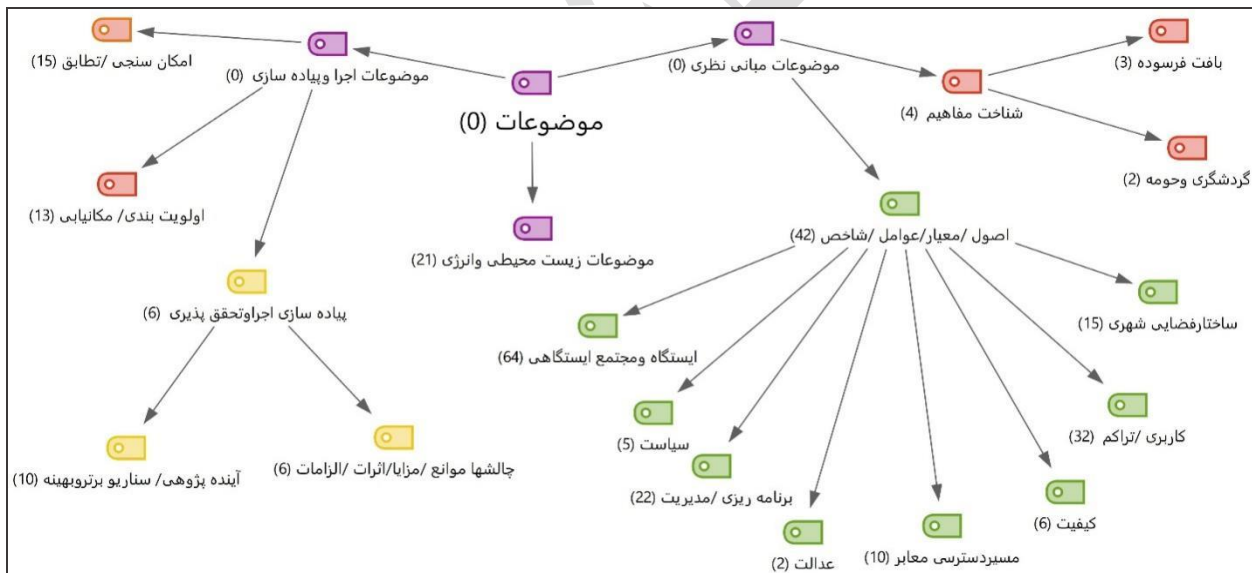 موضوعات (0)
موضوعات مبانی نظری (0)
شناخت مفاهیم (4)
بافت فرسوده (3)
گردشگری وحومه (2)
اصول /معیار/عوامل /شاخص (42)
ساختارفضایی شهری (15)
کاربری /تراکم (32)
کیفیت (6)
مسیردسترسی معابر (10)
عدالت (2)
برنامه ریزی /مدیریت (22)
سیاست (5)
ایستگاه ومجتمع ایستگاهی (64)
موضوعات زیست محیطی وانرژی (21)
موضوعات اجرا وپیاده سازی (0)
امکان سنجی /تطابق (15)
اولویت بندی/ مکانیابی (13)
پیاده سازی اجراوتحقق پذیری (6)
چالشها موانع /مزایا/اثرات /الزامات (6)
آینده پژوهی/ سناریو برتروبهینه (10)